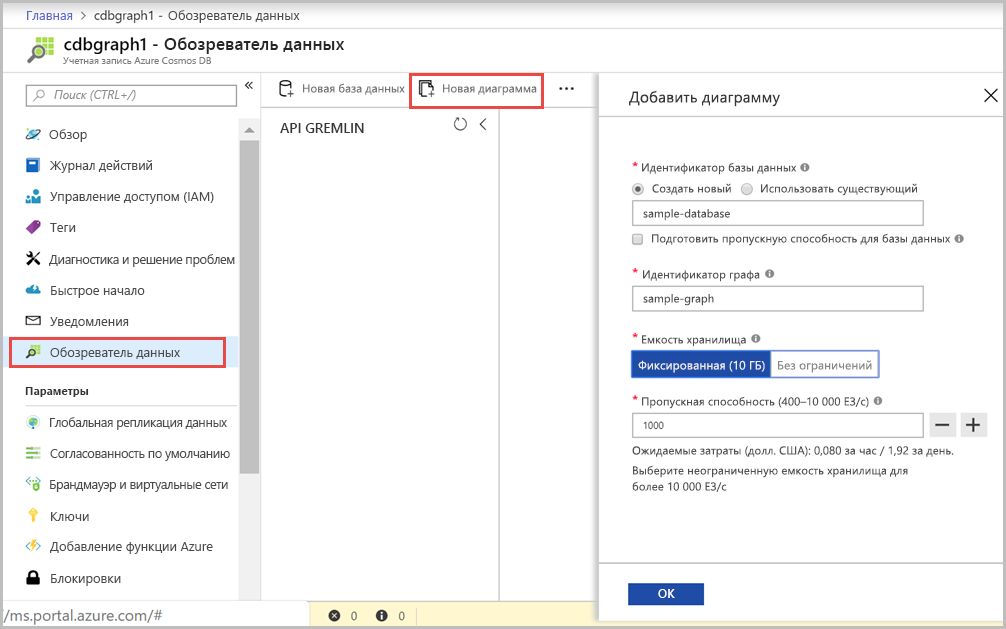 Главная > cdbgraph1 - Обозреватель данных
cdbgraph1 - Обозреватель данных
Учетная запись Azure Cosmos DB
Поиск (CTRL+/)
«
Обзор
Журнал действий
Управление доступом (IAM)
Теги
Диагностика и решение проблем
Быстрое начало
Уведомления
Обозреватель данных
Параметры
Глобальная репликация данных
Согласованность по умолчанию
Брандмауэр и виртуальные сети
Ключи
Добавление функции Azure
Блокировки
/ms.portal.azure.com/#
Новая база данных
Новая диаграмма
...
API GREMLIN
0
0
Добавить диаграмму
* Идентификатор базы данных
Создать новый
Использовать существующий
sample-database
Подготовить пропускную способность для базы данных
* Идентификатор графа
sample-graph
* Емкость хранилища
Фиксированная (10 ГБ)
Без ограничений
* Пропускная способность (400–10 000 ЕЗ/с)
1000
Ожидаемые затраты (долл. США): 0,080 за час / 1,92 за день.
Выберите неограниченную емкость хранилища для
более 10 000 ЕЗ/с
ОК